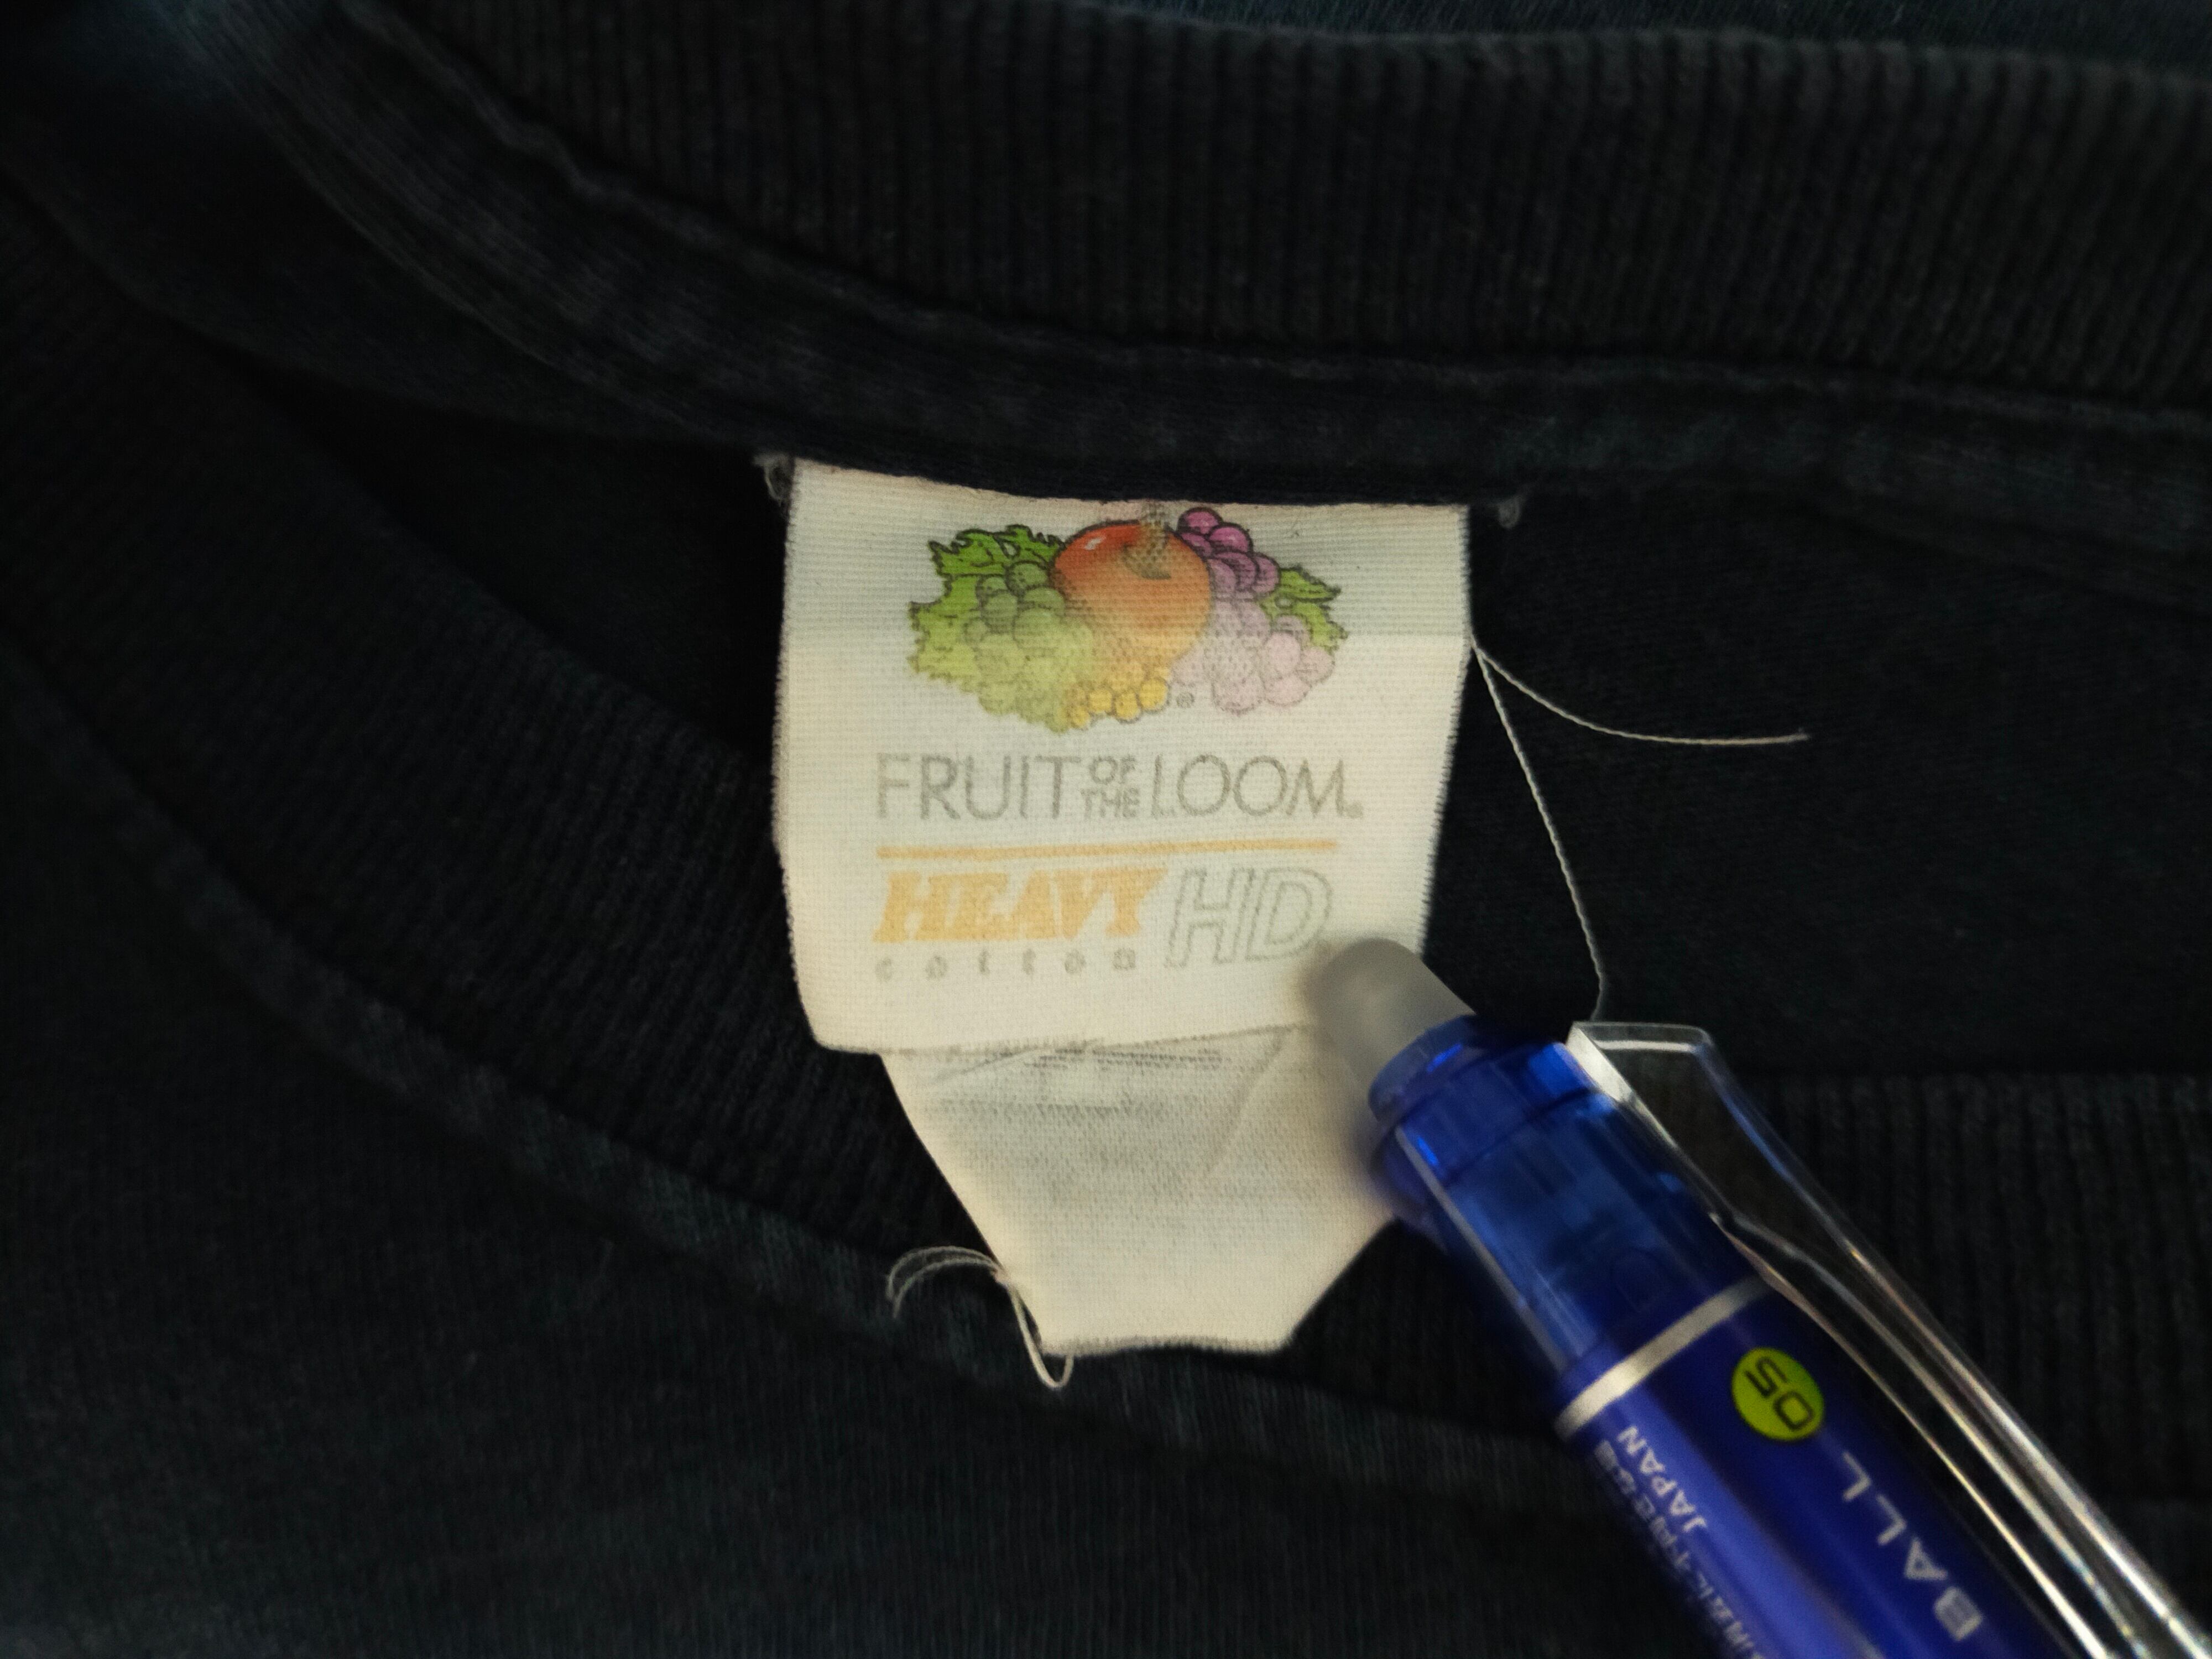 ®
FRUIT OF THE LOOM®
HEAVY HD
cotton
05
BALL
JAPAN